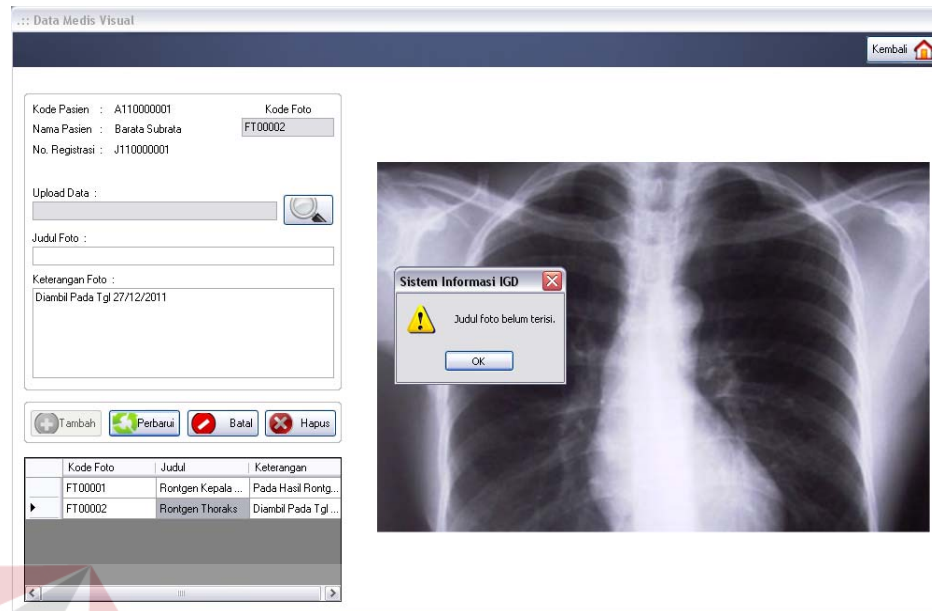 .:: Data Medis Visual
Kembali
Kode Pasien : A110000001
Kode Foto
Nama Pasien : Barata Subrata
FT00002
No. Registrasi : J110000001
Upload Data :
Judul Foto :
Keterangan Foto :
Diambil Pada Tgl 27/12/2011
Sistem Informasi IGD
Judul foto belum terisi.
OK
Tambah Perbarui Batal Hapus
Kode Foto Judul Keterangan
FT00001 Rontgen Kepala ... Pada Hasil Rontg...
FT00002 Rontgen Thoraks Diambil Pada Tgl ...